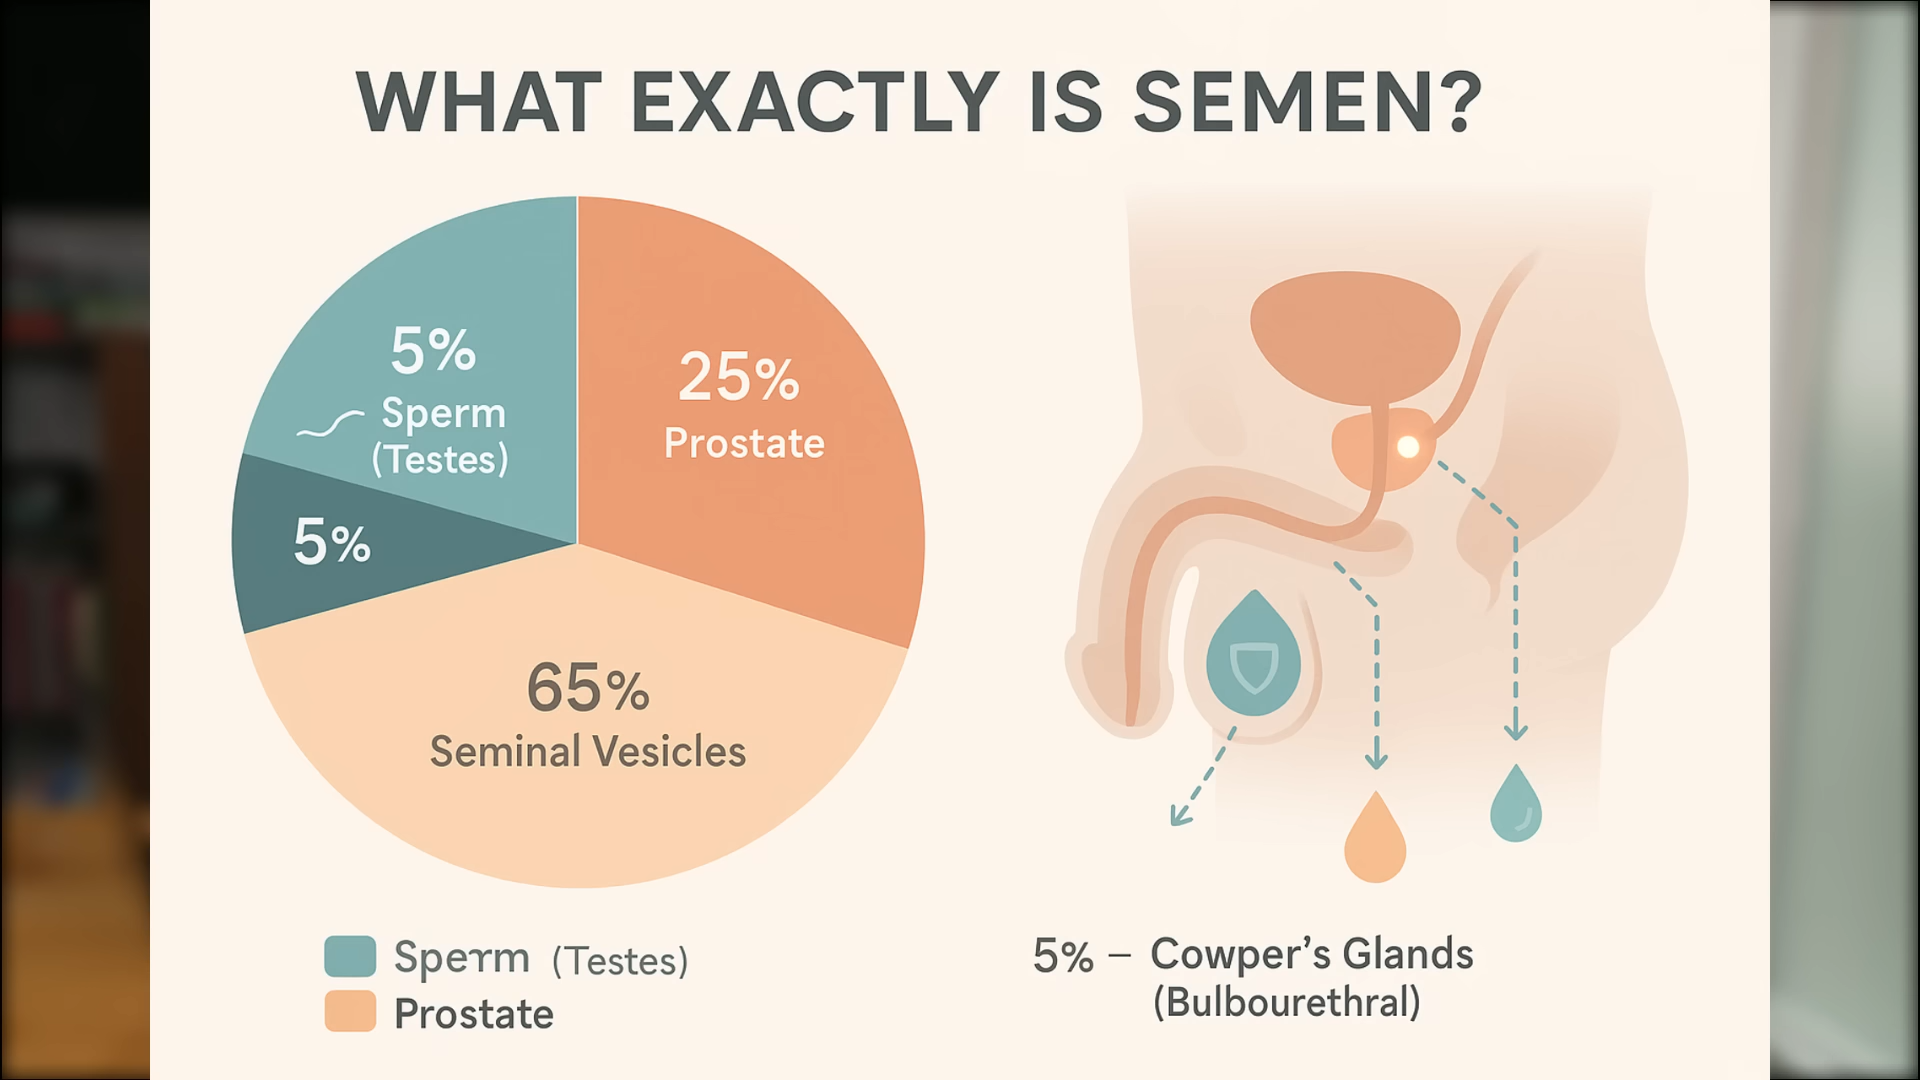 WHAT EXACTLY IS SEMEN?
5%
Sperm
(Testes)
25%
Prostate
5%
65%
Seminal Vesicles
Sperm (Testes)
Prostate
5% – Cowper’s Glands
(Bulbourethral)